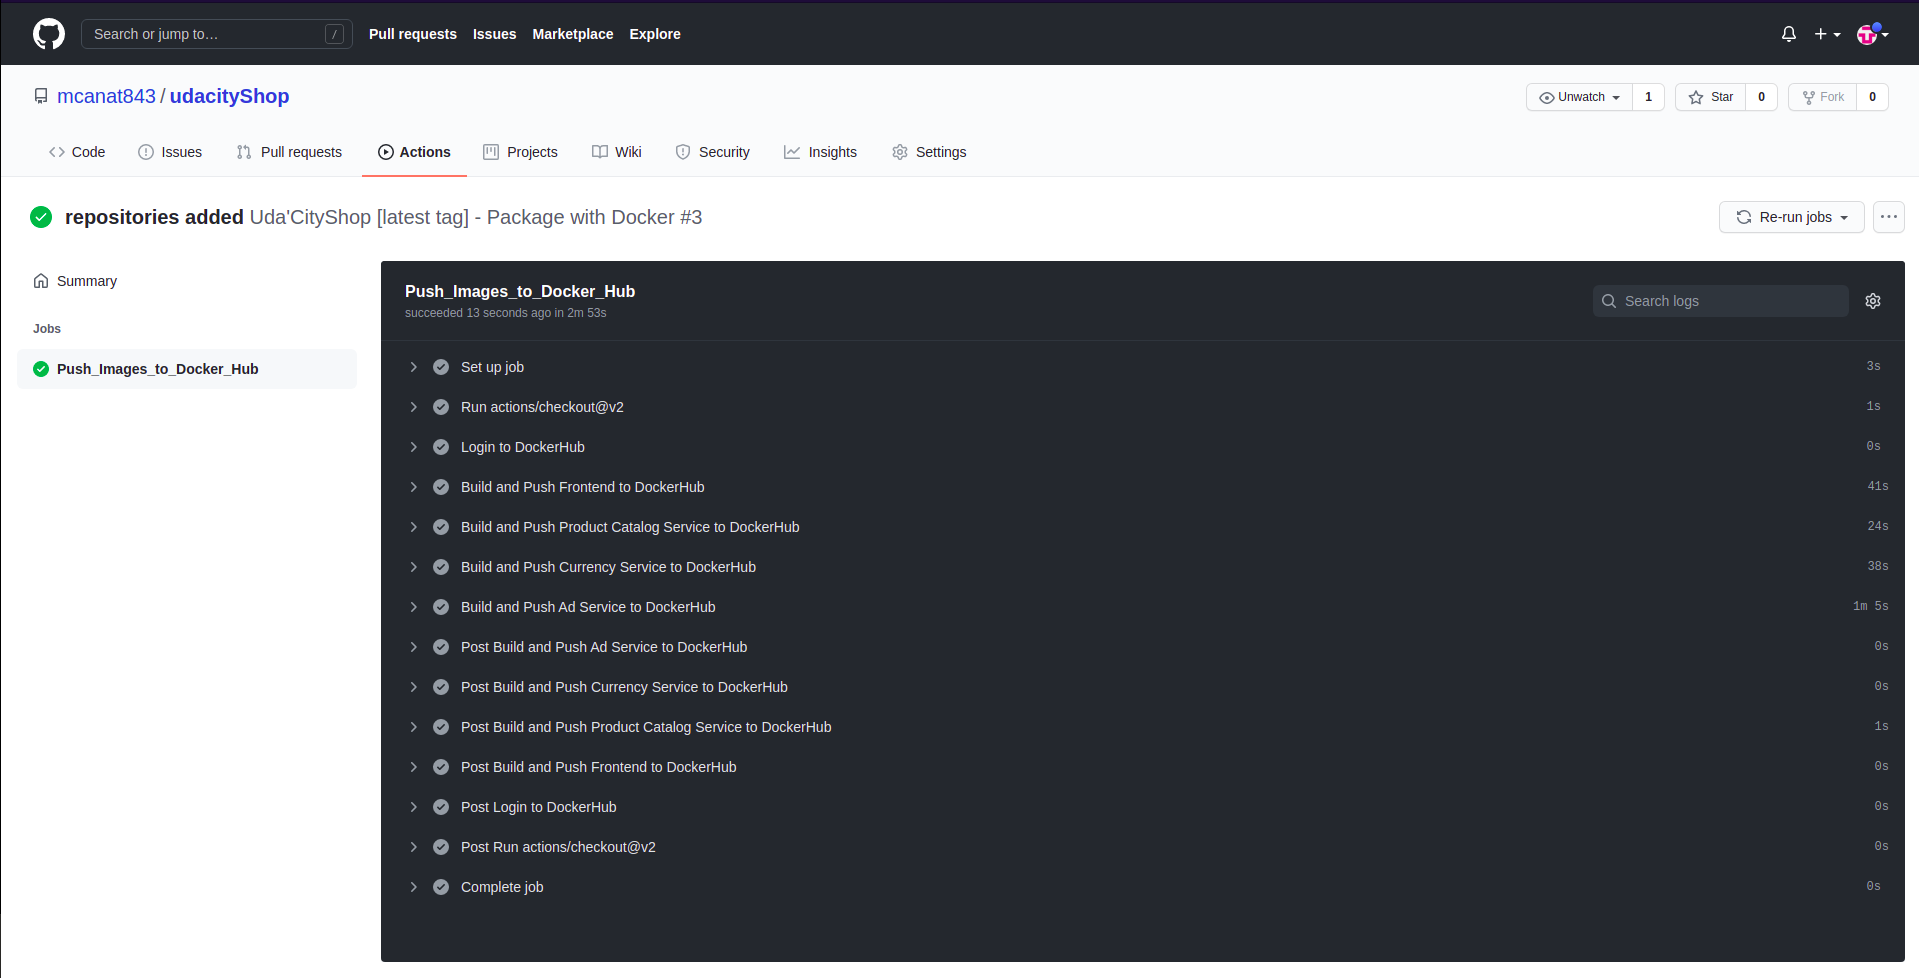 Search or jump to… / Pull requests Issues Marketplace Explore
mcanat843 / udacityShop Unwatch 1 Star 0 Fork 0
Code Issues Pull requests Actions Projects Wiki Security Insights Settings
repositories added Uda'CityShop [latest tag] - Package with Docker #3 Re-run jobs
Summary
Jobs
Push_Images_to_Docker_Hub
Push_Images_to_Docker_Hub
succeeded 13 seconds ago in 2m 53s
Search logs
Set up job 3s
Run actions/checkout@v2 1s
Login to DockerHub 0s
Build and Push Frontend to DockerHub 41s
Build and Push Product Catalog Service to DockerHub 24s
Build and Push Currency Service to DockerHub 38s
Build and Push Ad Service to DockerHub 1m 5s
Post Build and Push Ad Service to DockerHub 0s
Post Build and Push Currency Service to DockerHub 0s
Post Build and Push Product Catalog Service to DockerHub 1s
Post Build and Push Frontend to DockerHub 0s
Post Login to DockerHub 0s
Post Run actions/checkout@v2 0s
Complete job 0s